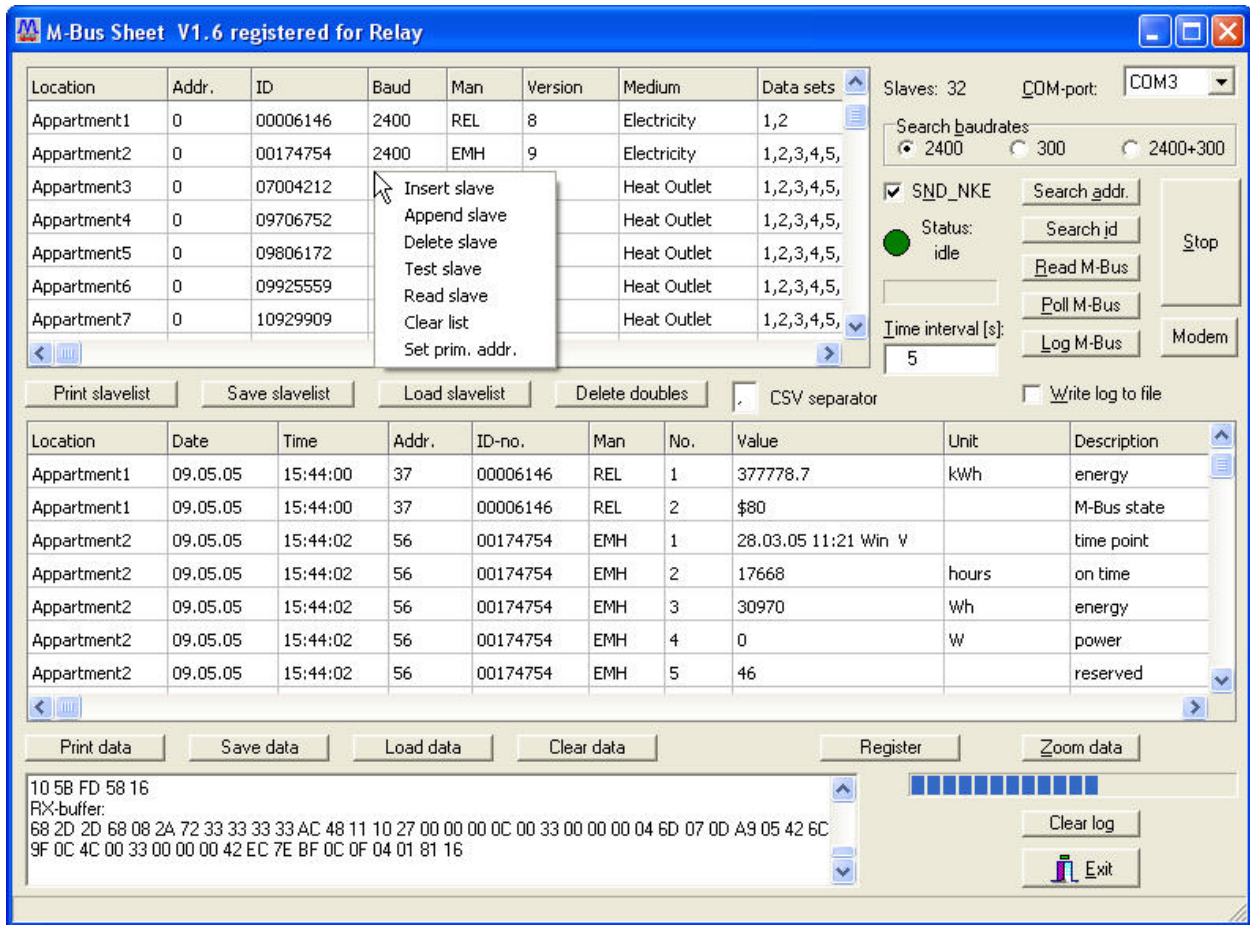 M-Bus Sheet V1.6 registered for Relay
Location Addr. ID Baud Man Version Medium Data sets
Appartment1 0 00006146 2400 REL 8 Electricity 1,2
Appartment2 0 00174754 2400 EMH 9 Electricity 1,2,3,4,5,
Appartment3 0 07004212 Heat Outlet 1,2,3,4,5,
Appartment4 0 09706752 Heat Outlet 1,2,3,4,5,
Appartment5 0 09806172 Heat Outlet 1,2,3,4,5,
Appartment6 0 09925559 Heat Outlet 1,2,3,4,5,
Appartment7 0 10929909 Heat Outlet 1,2,3,4,5,
Insert slave
Append slave
Delete slave
Test slave
Read slave
Clear list
Set prim. addr.
Slaves: 32 COM-port: COM3
Search baudrates
2400 300 2400+300
SND_NKE Search addr.
Status:
idle
Search id
Read M-Bus
Poll M-Bus
Log M-Bus
Stop
Modem
Time interval [s]:
5
Print slavelist Save slavelist Load slavelist Delete doubles , CSV separator Write log to file
Location Date Time Addr. ID-no. Man No. Value Unit Description
Appartment1 09.05.05 15:44:00 37 00006146 REL 1 377778.7 kWh energy
Appartment1 09.05.05 15:44:00 37 00006146 REL 2 $80 M-Bus state
Appartment2 09.05.05 15:44:02 56 00174754 EMH 1 28.03.05 11:21 Win V time point
Appartment2 09.05.05 15:44:02 56 00174754 EMH 2 17668 hours on time
Appartment2 09.05.05 15:44:02 56 00174754 EMH 3 30970 Wh energy
Appartment2 09.05.05 15:44:02 56 00174754 EMH 4 0 W power
Appartment2 09.05.05 15:44:02 56 00174754 EMH 5 46 reserved
Print data Save data Load data Clear data Register Zoom data
10 5B FD 58 16
RX-buffer:
68 2D 2D 68 08 2A 72 33 33 33 33 AC 48 11 10 27 00 00 00 0C 00 33 00 00 00 04 6D 07 0D A9 05 42 6C
9F 0C 4C 00 33 00 00 00 42 EC 7E BF 0C 0F 04 01 81 16
Clear log
Exit